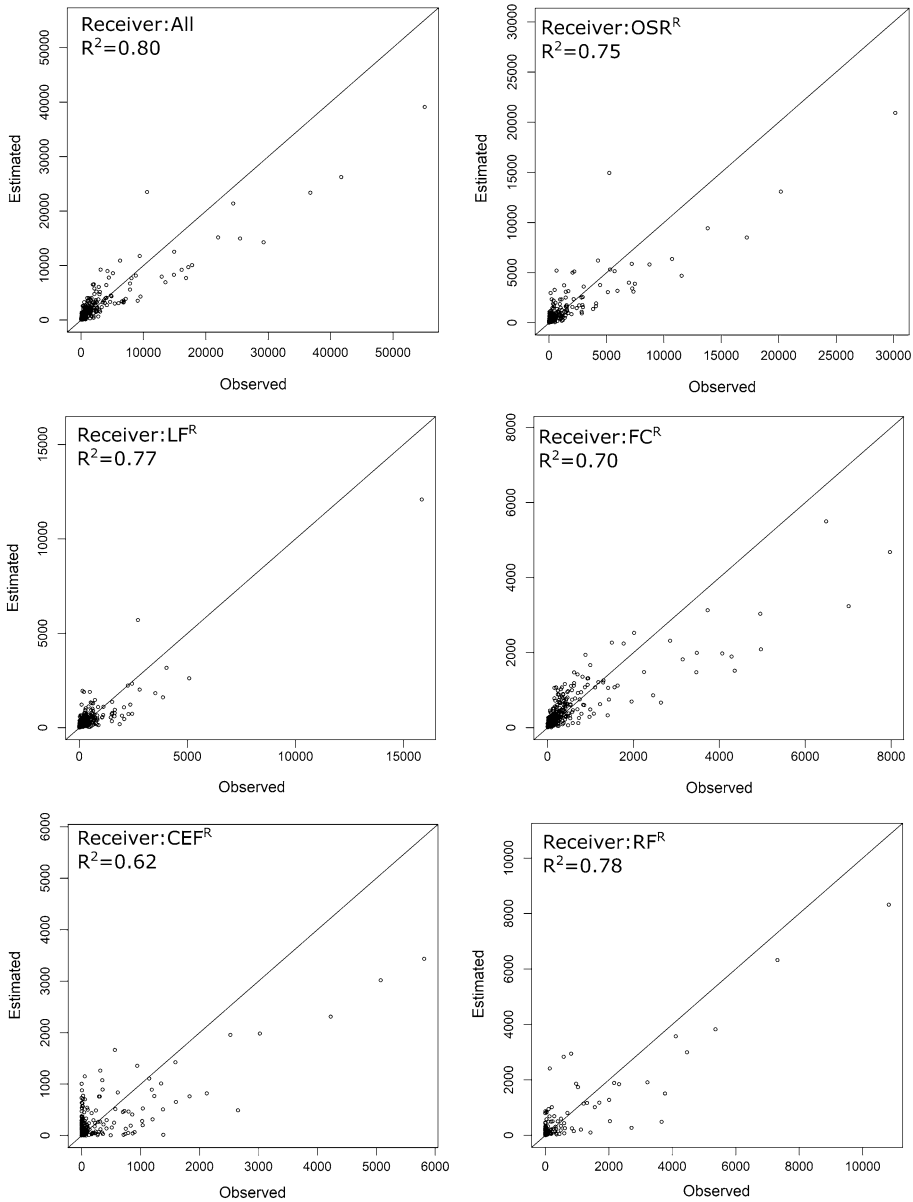 Receiver:All
R²=0.80
Estimated
0 10000 20000 30000 40000 50000
0 10000 20000 30000 40000 50000
Observed
Receiver:OSRᴿ
R²=0.75
Estimated
0 5000 10000 15000 20000 25000 30000
0 5000 10000 15000 20000 25000 30000
Observed
Receiver:LFᴿ
R²=0.77
Estimated
0 5000 10000 15000
0 5000 10000 15000
Observed
Receiver:FCᴿ
R²=0.70
0 2000 4000 6000 8000
0 2000 4000 6000 8000
Observed
Receiver:CEFᴿ
R²=0.62
Estimated
0 1000 2000 3000 4000 5000 6000
0 1000 2000 3000 4000 5000 6000
Observed
Receiver:RFᴿ
R²=0.78
Estimated
0 2000 4000 6000 8000 10000
0 2000 4000 6000 8000 10000
Observed